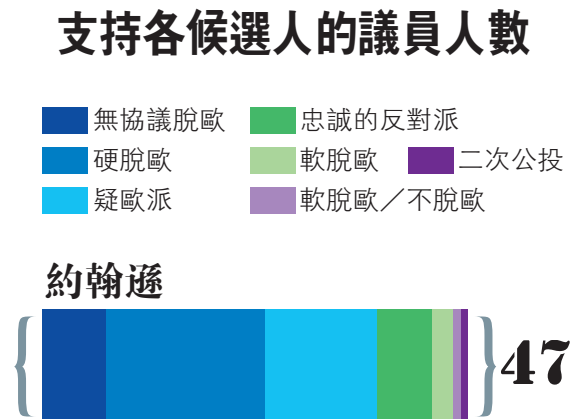 支持各候選人的議員人數
無協議脫歐 忠誠的反對派
硬脫歐 軟脫歐 二次公投
疑歐派 軟脫歐／不脫歐
約翰遜
47